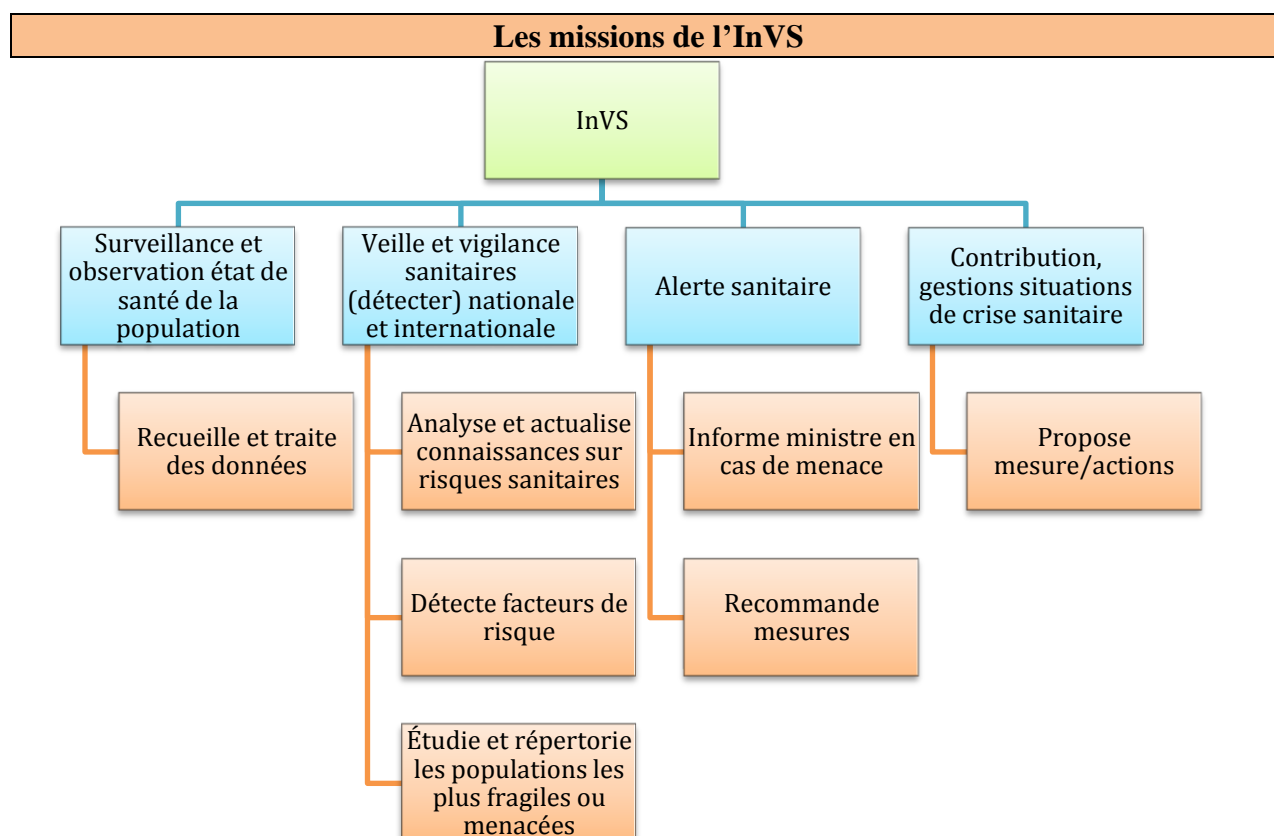 Les missions de l'InVS
InVS
Surveillance et
observation état de
santé de la
population
Veille et vigilance
sanitaires
(détecter) nationale
et internationale
Alerte sanitaire
Contribution,
gestions situations
de crise sanitaire
Recueille et traite
des données
Analyse et actualise
connaissances sur
risques sanitaires
Informe ministre en
cas de menace
Propose
mesure/actions
Détecte facteurs de
risque
Recommande
mesures
Étudie et répertorie
les populations les
plus fragiles ou
menacées